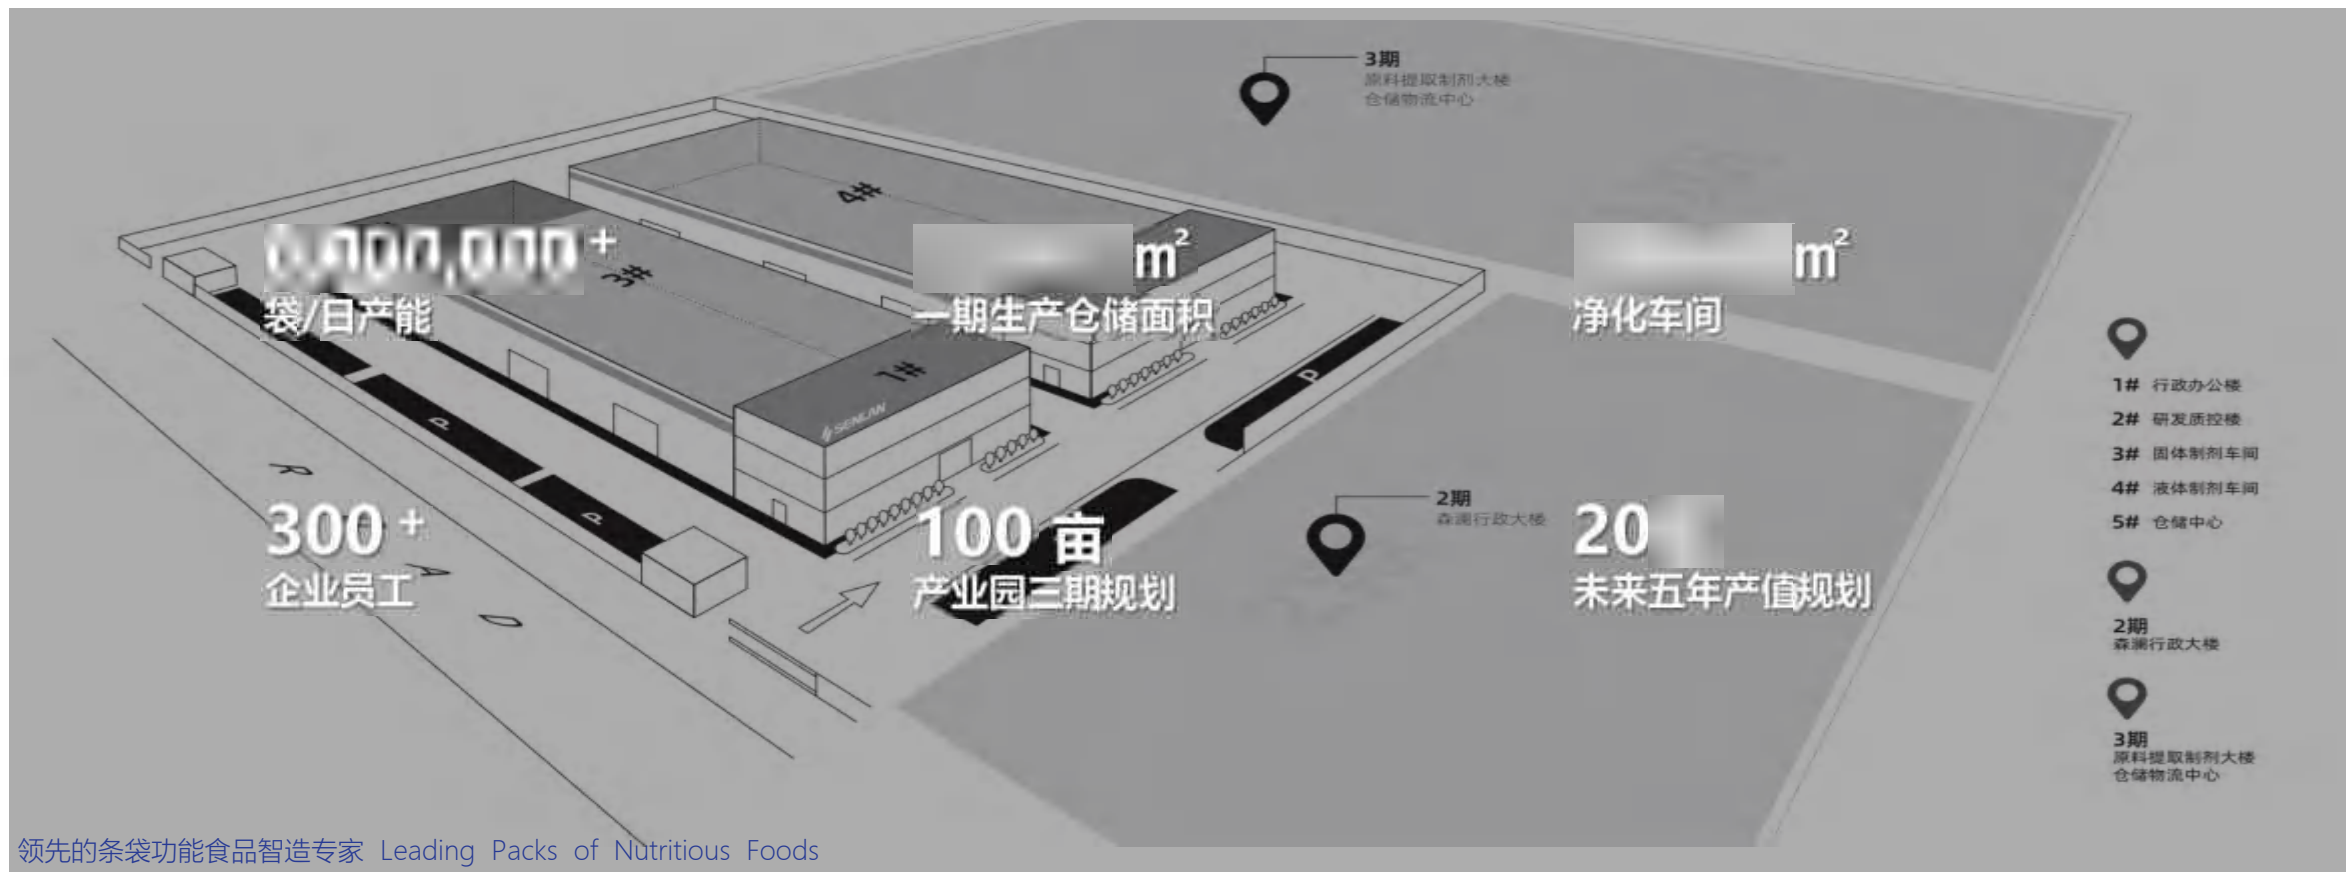 3期
原料提取制剂大楼
仓储物流中心
4#
3#
1#
SENLAN
+
袋/日产能
m²
一期生产仓储面积
m²
净化车间
300+
企业员工
100 亩
产业园三期规划
20
未来五年产值规划
2期
森澜行政大楼
P
P
P
R
A
D
1# 行政办公楼
2# 研发质控楼
3# 固体制剂车间
4# 液体制剂车间
5# 仓储中心
2期
森澜行政大楼
3期
原料提取制剂大楼
仓储物流中心
领先的条袋功能食品智造专家 Leading Packs of Nutritious Foods